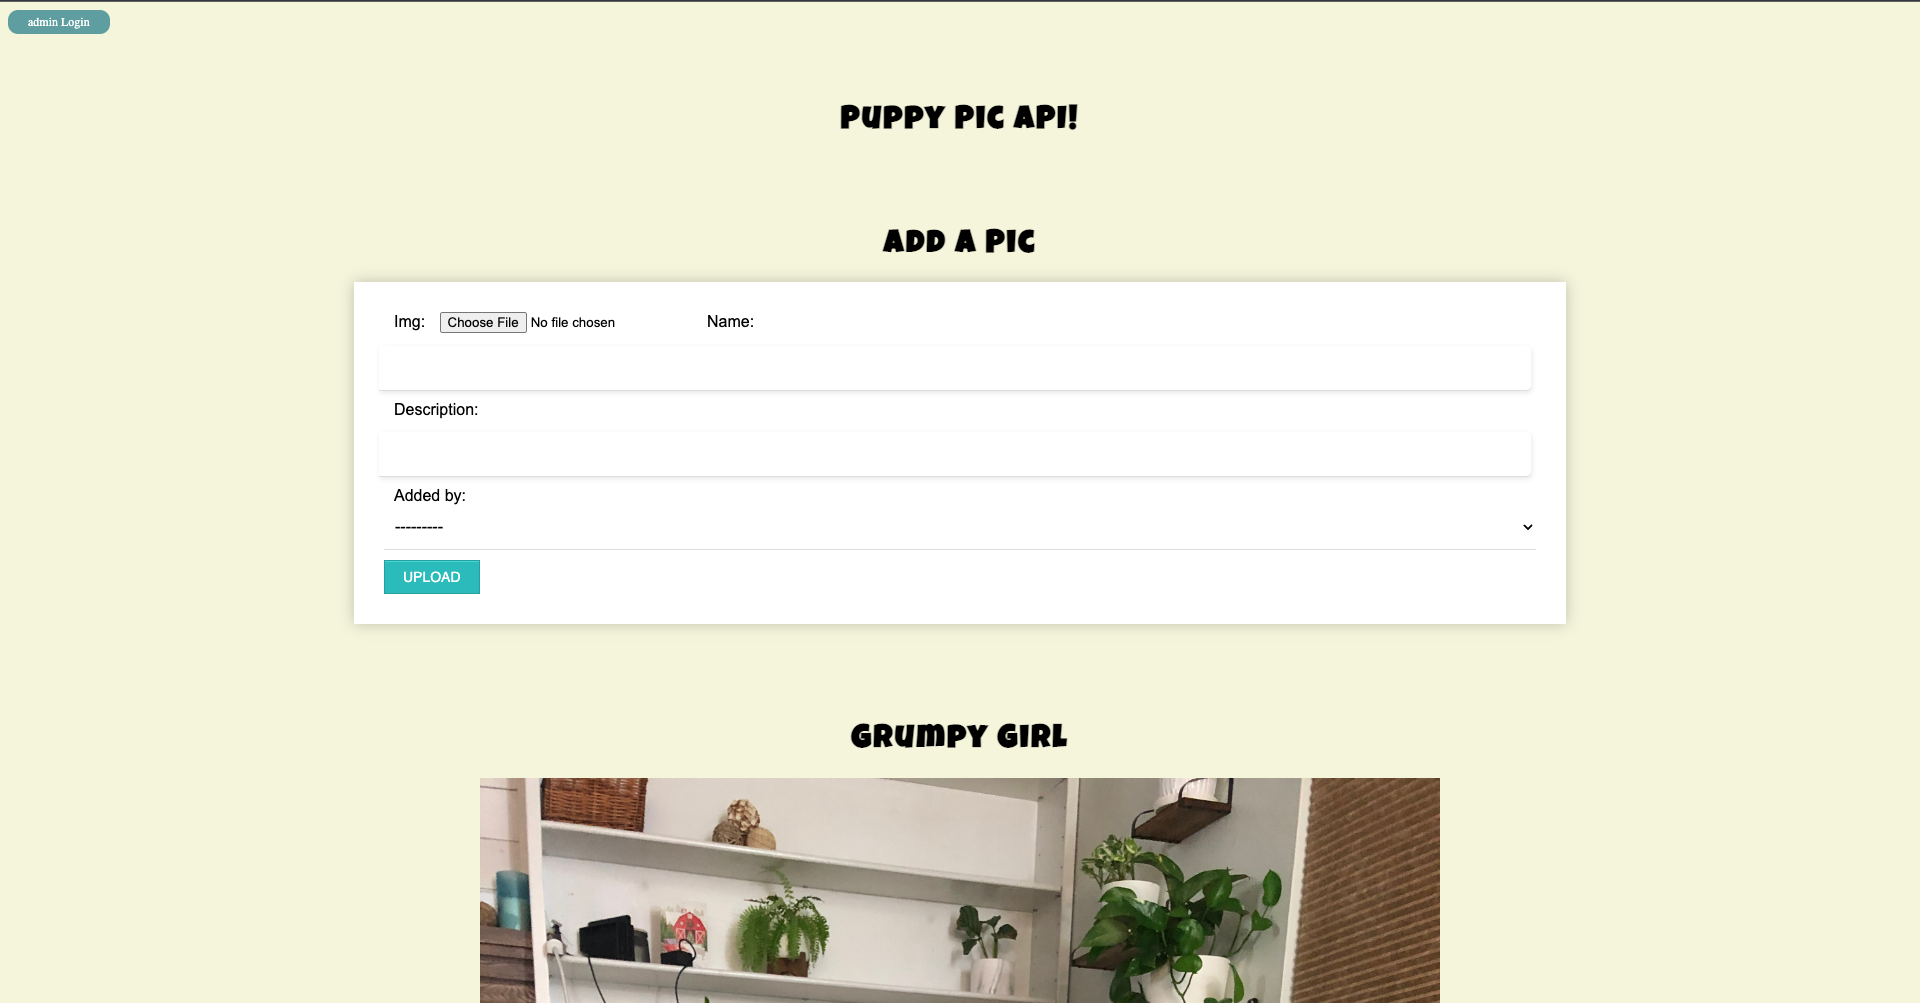 admin Login
Puppy Pic API!
Add a Pic
Img: Choose File No file chosen Name:
Description:
Added by:
---------
UPLOAD
Grumpy Girl